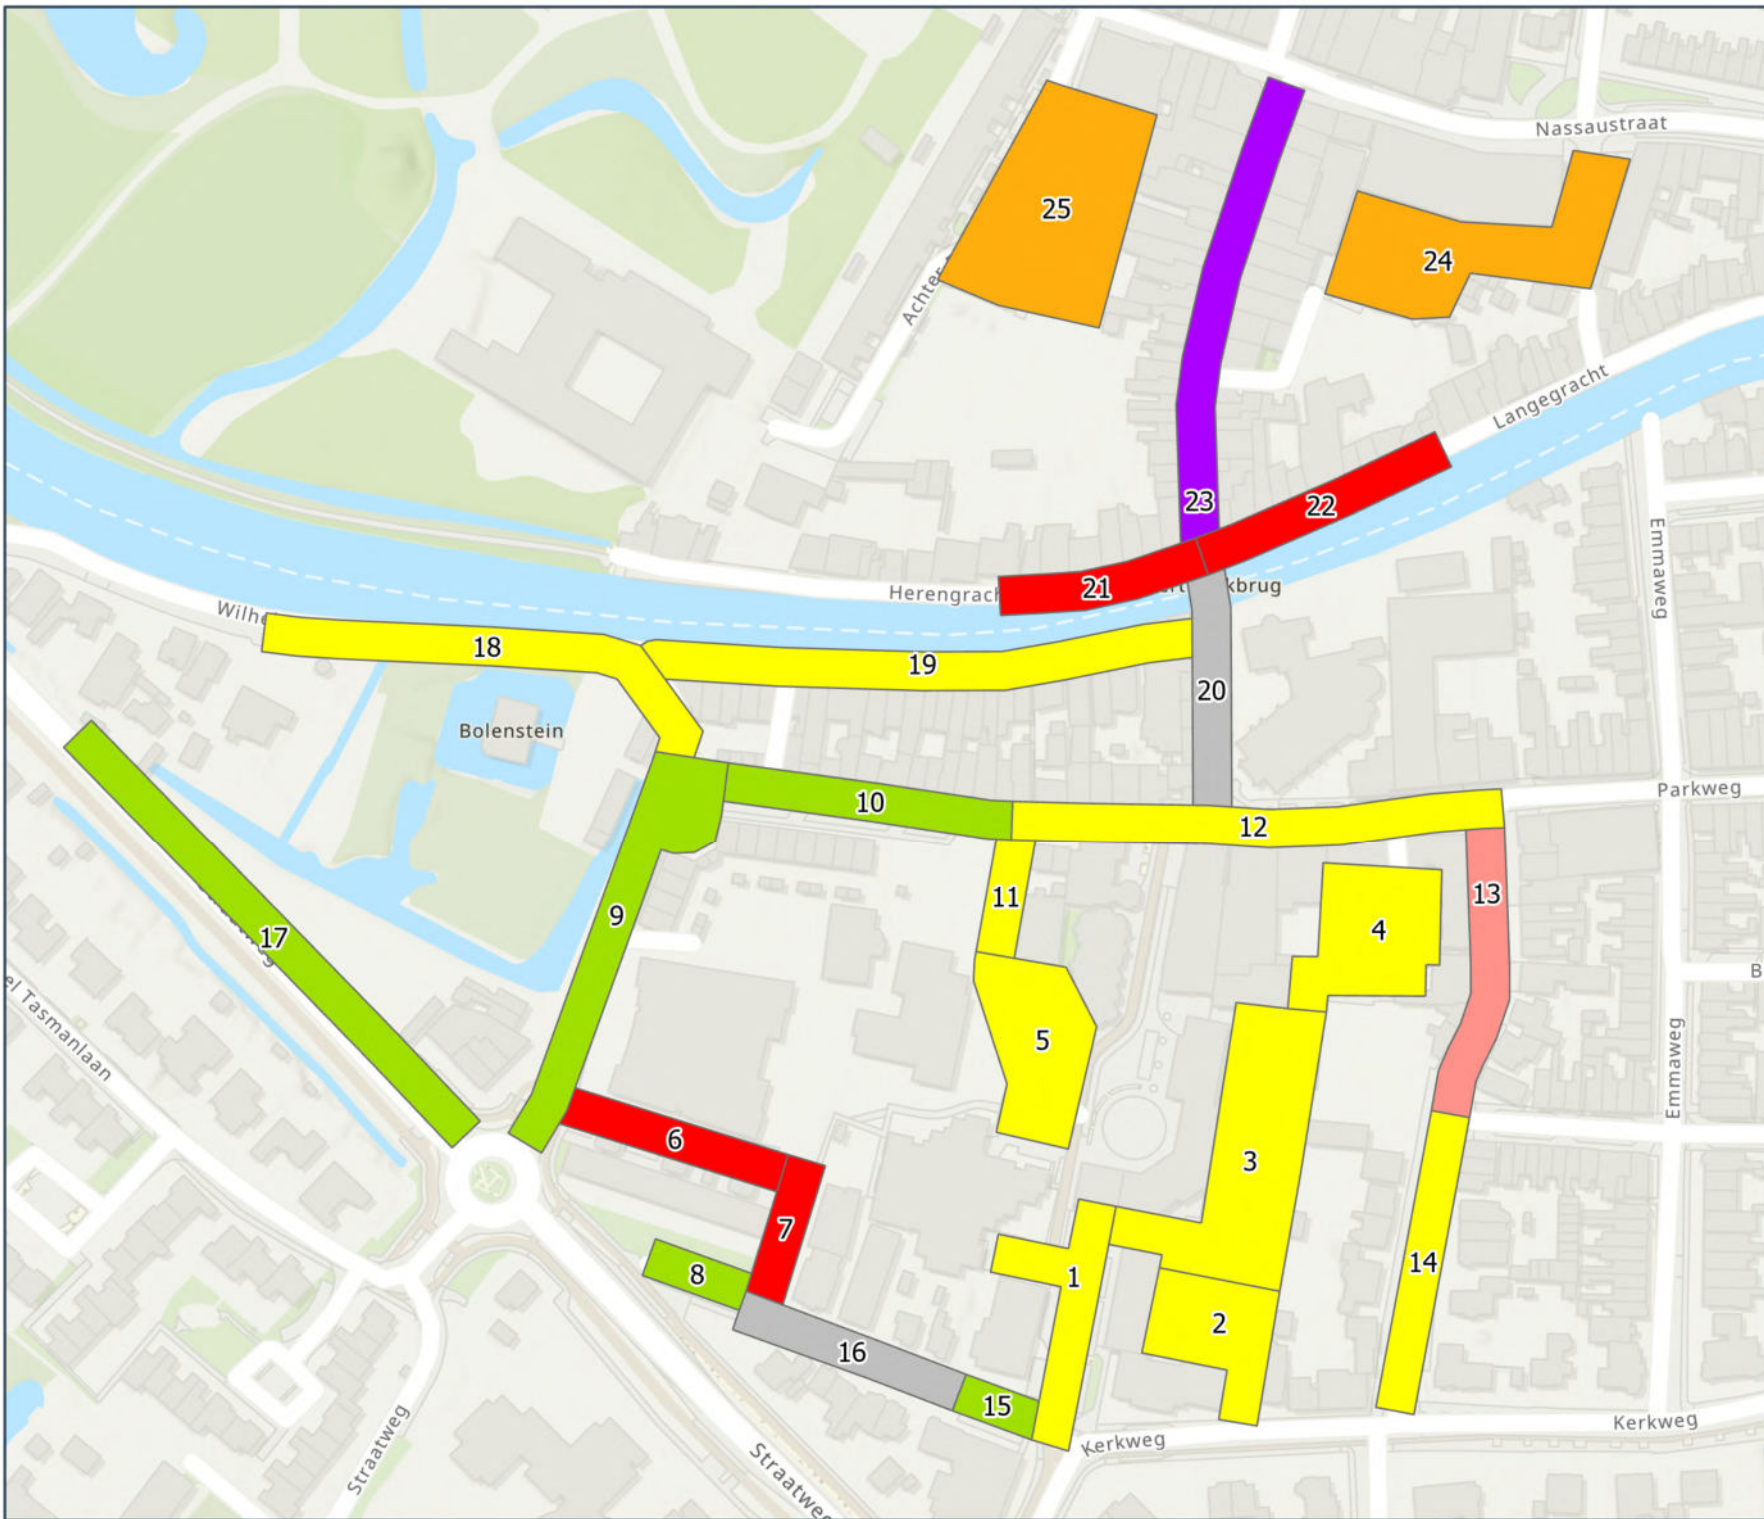 Nassaustraat
25
24
Achter
Langegracht
23
22
Emmaweg
Herengrach
21
kbrug
Wilhe
18
19
20
Bolenstein
Parkweg
10
12
13
11
9
4
17
el Tasmanlaan
B
5
Emmaweg
6
3
7
8
1
14
2
16
15
Kerkweg
Kerkweg
Straatweg
Straatweg